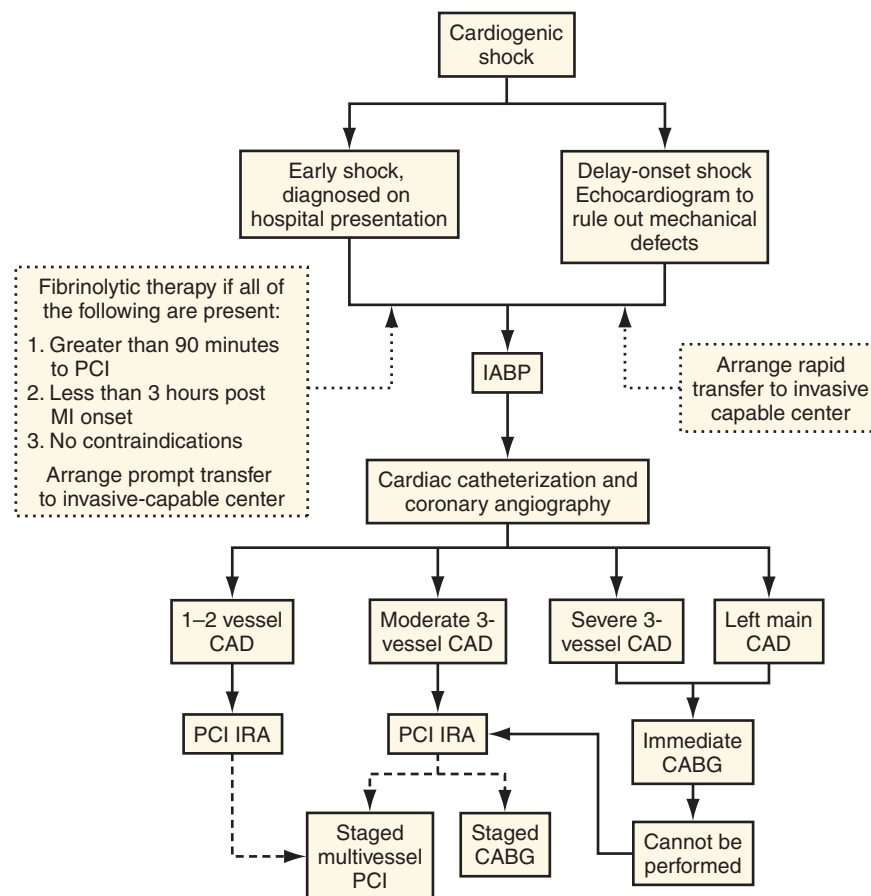 Cardiogenic
shock
Early shock,
diagnosed on
hospital presentation
Delay-onset shock
Echocardiogram to
rule out mechanical
defects
Fibrinolytic therapy if all of
the following are present:
1. Greater than 90 minutes
to PCI
2. Less than 3 hours post
MI onset
3. No contraindications
Arrange prompt transfer
to invasive-capable center
IABP
Arrange rapid
transfer to invasive
capable center
Cardiac catheterization and
coronary angiography
1–2 vessel
CAD
Moderate 3-
vessel CAD
Severe 3-
vessel CAD
Left main
CAD
PCI IRA
PCI IRA
Immediate
CABG
Staged
multivessel
PCI
Staged
CABG
Cannot be
performed